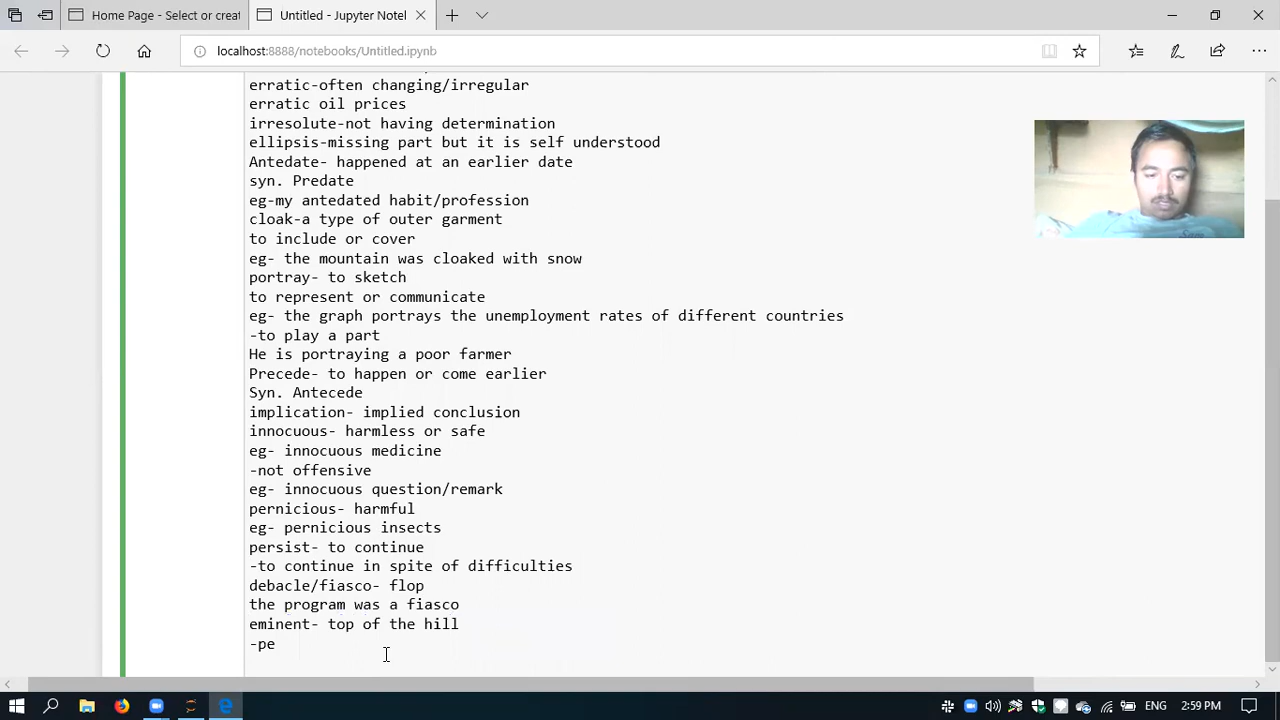 Home Page - Select or creat
Untitled - Jupyter Notel
localhost:8888/notebooks/Untitled.ipynb
erratic-often changing/irregular
erratic oil prices
irresolute-not having determination
ellipsis-missing part but it is self understood
Antedate- happened at an earlier date
syn. Predate
eg-my antedated habit/profession
cloak-a type of outer garment
to include or cover
eg- the mountain was cloaked with snow
portray- to sketch
to represent or communicate
eg- the graph portrays the unemployment rates of different countries
-to play a part
He is portraying a poor farmer
Precede- to happen or come earlier
Syn. Antecede
implication- implied conclusion
innocuous- harmless or safe
eg- innocuous medicine
-not offensive
eg- innocuous question/remark
pernicious- harmful
eg- pernicious insects
persist- to continue
-to continue in spite of difficulties
debacle/fiasco- flop
the program was a fiasco
eminent- top of the hill
-pe
ENG 2:59 PM